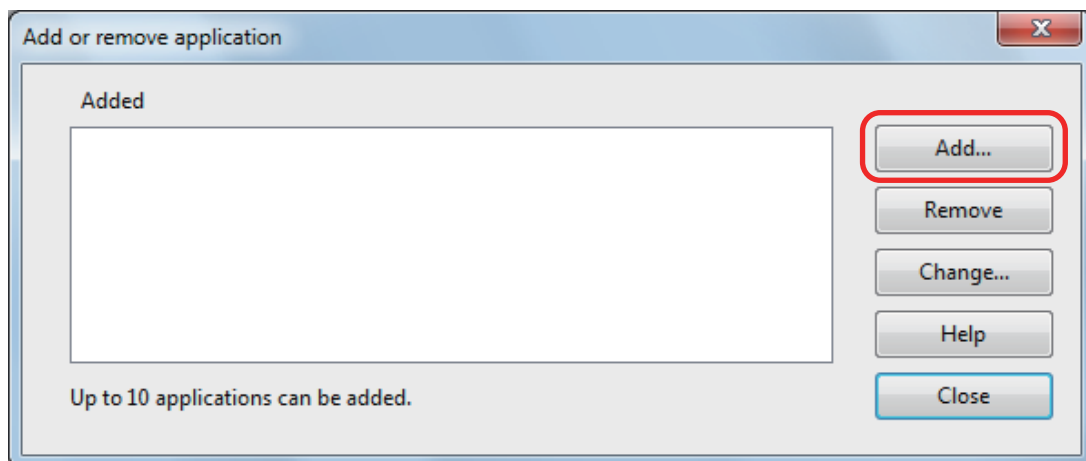 Add or remove application
Added
Add...
Remove
Change...
Help
Up to 10 applications can be added.
Close